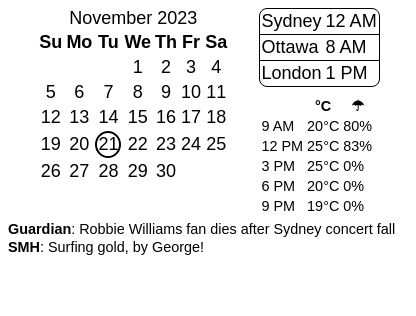 November 2023
Su Mo Tu We Th Fr Sa
1 2 3 4
5 6 7 8 9 10 11
12 13 14 15 16 17 18
19 20 21 22 23 24 25
26 27 28 29 30
Sydney 12 AM
Ottawa 8 AM
London 1 PM
°C ☂
9 AM 20°C 80%
12 PM 25°C 83%
3 PM 25°C 0%
6 PM 20°C 0%
9 PM 19°C 0%
Guardian: Robbie Williams fan dies after Sydney concert fall
SMH: Surfing gold, by George!